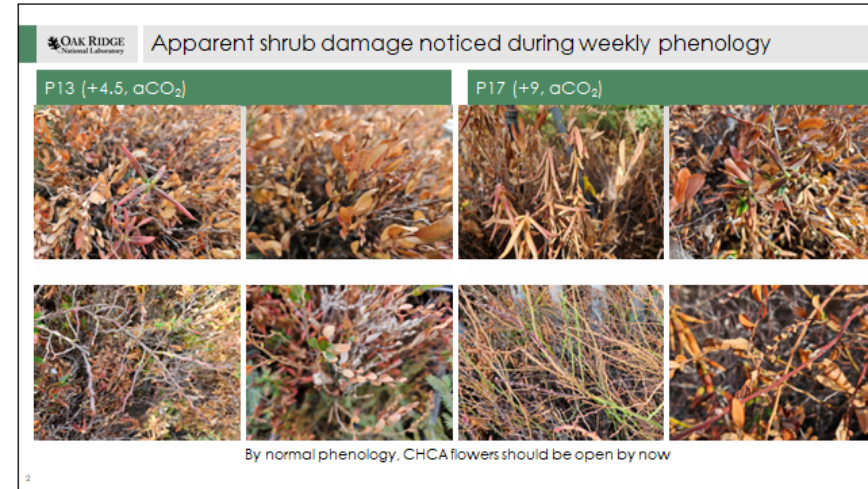 OAK RIDGE
National Laboratory
Apparent shrub damage noticed during weekly phenology
P13 (+4.5, aCO₂)
P17 (+9, aCO₂)
By normal phenology, CHCA flowers should be open by now
2